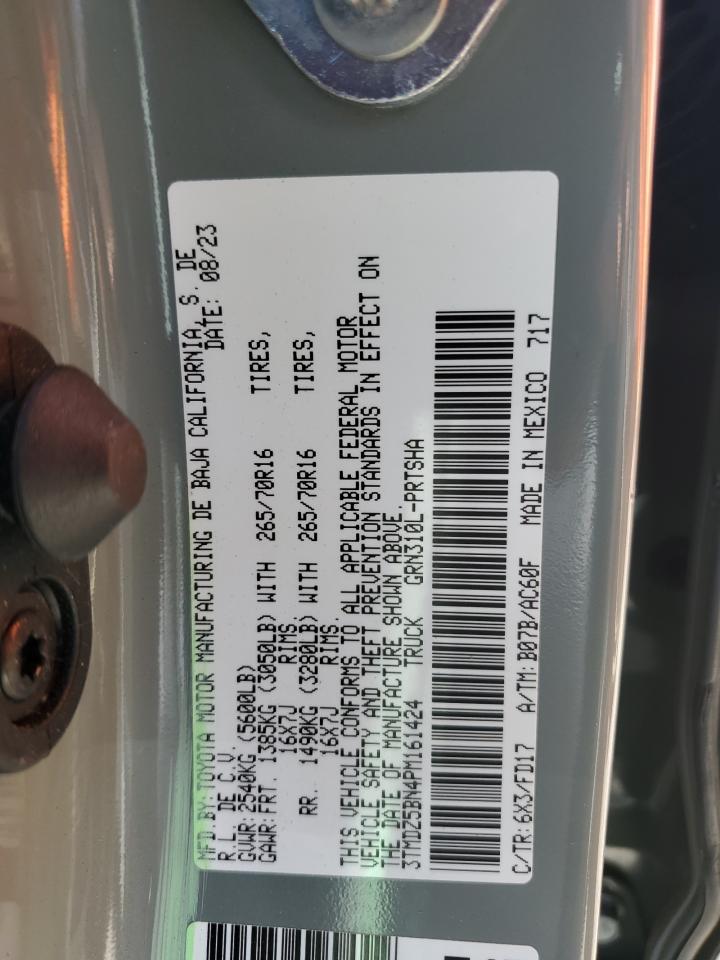 MFD.BY: TOYOTA MOTOR MANUFACTURING DE BAJA CALIFORNIA, S. DE
R.L. DE C.V. DATE: 08/23
GVWR: 2540KG (5600LB)
GAWR: FRT. 1385KG (3050LB) WITH 265/70R16 TIRES,
16X7J RIMS.
RR. 1490KG (3280LB) WITH 265/70R16 TIRES,
16X7J RIMS.
THIS VEHICLE CONFORMS TO ALL APPLICABLE FEDERAL MOTOR
VEHICLE SAFETY AND THEFT PREVENTION STANDARDS IN EFFECT ON
THE DATE OF MANUFACTURE SHOWN ABOVE.
3TMDZ5BN4PM161424 TRUCK GRN310L-PRTSHA
C/TR: 6X3/FD17 A/TM: B07B/AC60F MADE IN MEXICO 717